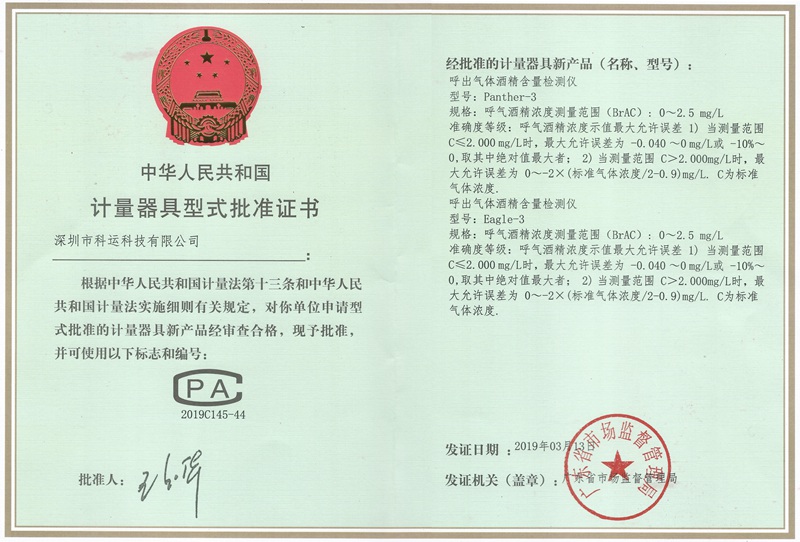 中华人民共和国
计量器具型式批准证书
深圳市科运科技有限公司
:
根据中华人民共和国计量法第十三条和中华人民
共和国计量法实施细则有关规定，对你单位申请型
式批准的计量器具新产品经审查合格，现予批准，
并可使用以下标志和编号：
CPA
2019C145-44
批准人：
经批准的计量器具新产品（名称、型号）：
呼出气体酒精含量检测仪
型号: Panther-3
规格: 呼气酒精浓度测量范围（BrAC）: 0～2.5 mg/L
准确度等级: 呼气酒精浓度示值最大允许误差 1) 当测量范围
C≤2.000 mg/L时, 最大允许误差为 -0.040 ～0 mg/L或 -10%～
0, 取其中绝对值最大者; 2) 当测量范围 C＞2.000mg/L时, 最
大允许误差为 0～-2×(标准气体浓度/2-0.9)mg/L. C为标准
气体浓度.
呼出气体酒精含量检测仪
型号: Eagle-3
规格: 呼气酒精浓度测量范围（BrAC）: 0～2.5 mg/L
准确度等级: 呼气酒精浓度示值最大允许误差 1) 当测量范围
C≤2.000 mg/L时, 最大允许误差为 -0.040 ～0 mg/L或 -10%～
0, 取其中绝对值最大者; 2) 当测量范围 C＞2.000mg/L时, 最
大允许误差为 0～-2×(标准气体浓度/2-0.9)mg/L. C为标准
气体浓度.
发证日期：2019年03月13日
发证机关（盖章）：广东省市场监督管理局
广东省市场监督管理局